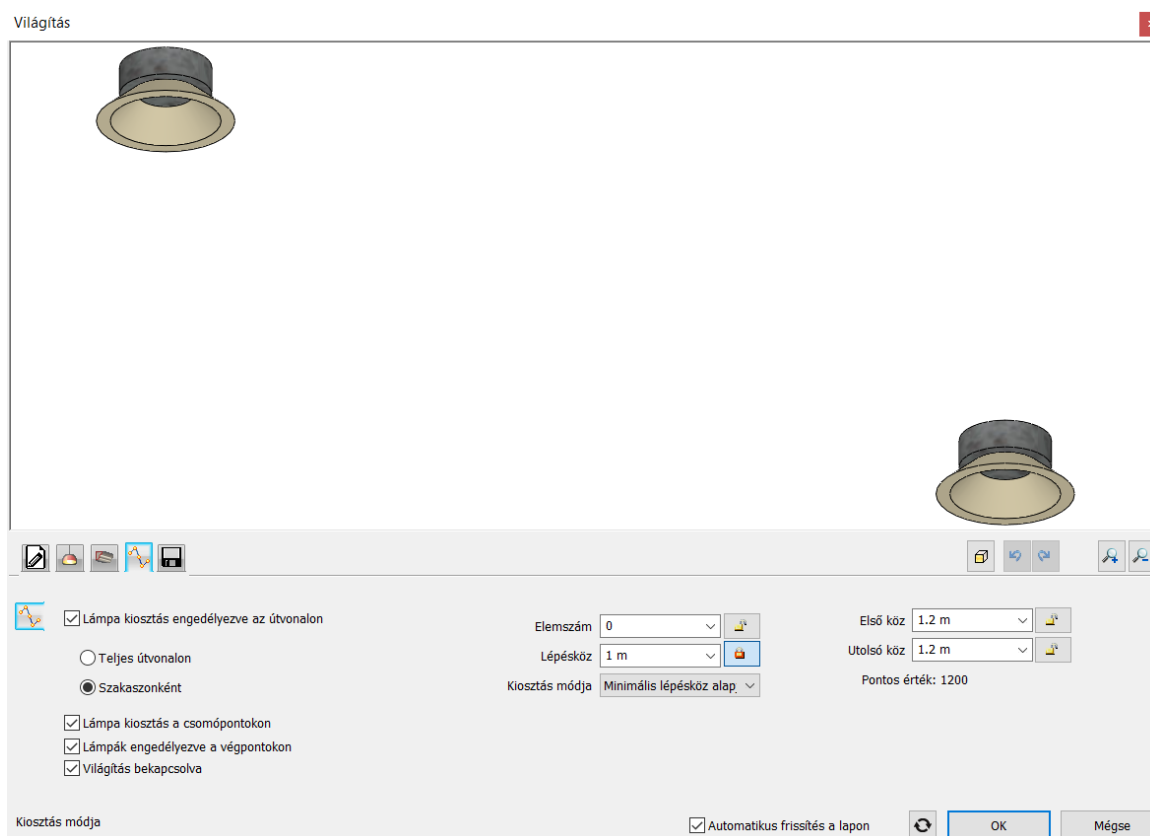 Világítás
Lámpa kiosztás engedélyezve az útvonalon
Teljes útvonalon
Szakaszonként
Lámpa kiosztás a csomópontokon
Lámpák engedélyezve a végpontokon
Világítás bekapcsolva
Elemszám 0
Lépésköz 1 m
Kiosztás módja Minimális lépésköz alap
Első köz 1.2 m
Utolsó köz 1.2 m
Pontos érték: 1200
Kiosztás módja
Automatikus frissítés a lapon
OK
Mégse